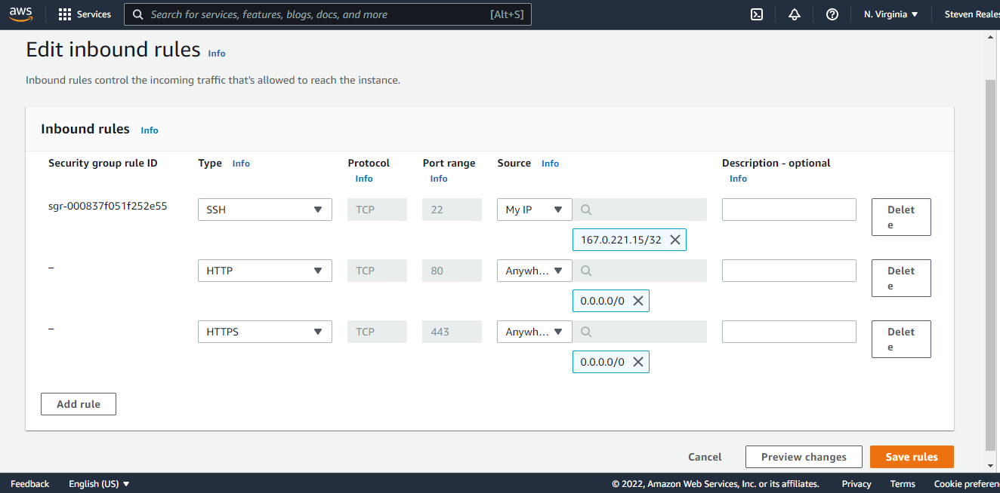 aws Services Search for services, features, blogs, docs, and more [Alt+S] N. Virginia Steven Reales
Edit inbound rules Info
Inbound rules control the incoming traffic that's allowed to reach the instance.
Inbound rules Info
Security group rule ID Type Info Protocol Info Port range Info Source Info Description - optional Info
sgr-000837f051f252e55 SSH TCP 22 My IP Delet
e
167.0.221.15/32
– HTTP TCP 80 Anywh... Delet
e
0.0.0.0/0
– HTTPS TCP 443 Anywh... Delet
e
0.0.0.0/0
Add rule
Cancel Preview changes Save rules
Feedback English (US) © 2022, Amazon Web Services, Inc. or its affiliates. Privacy Terms Cookie preferen